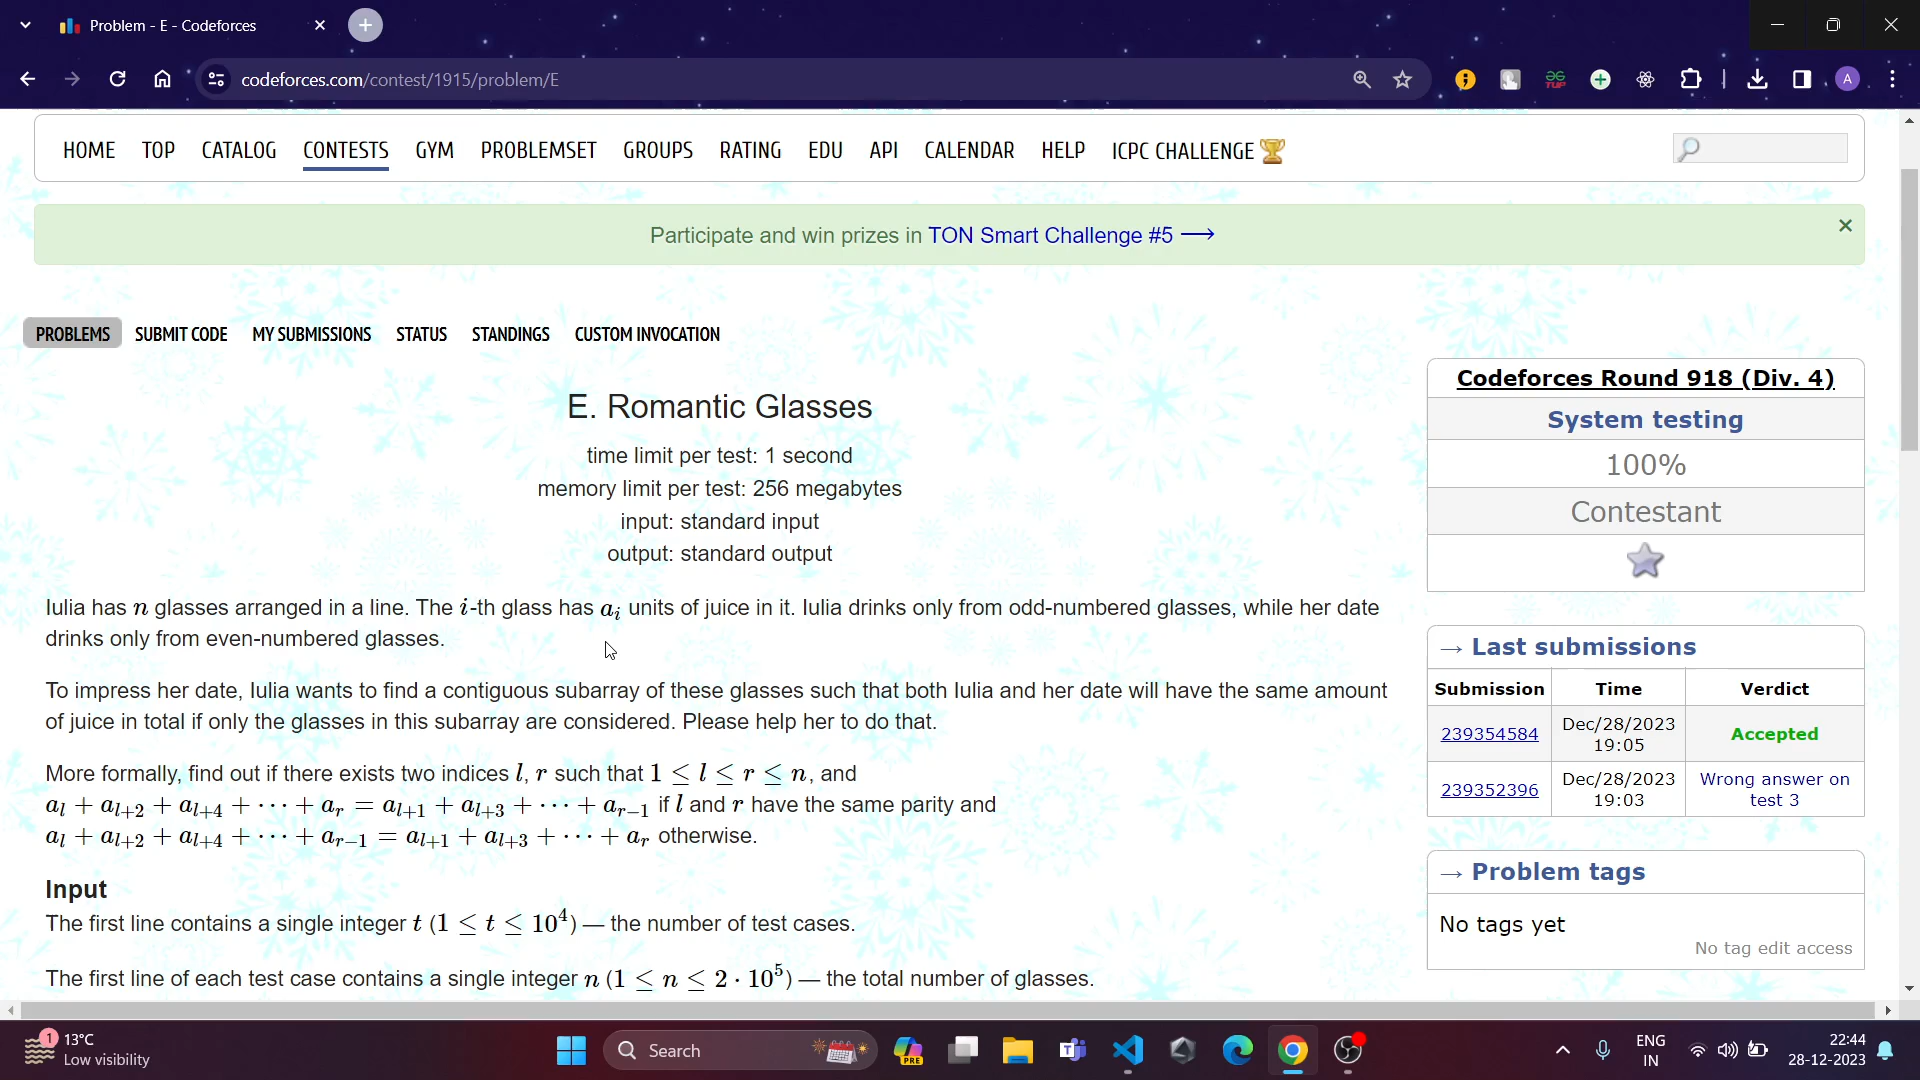 Problem - E - Codeforces
codeforces.com/contest/1915/problem/E
A
HOME TOP CATALOG CONTESTS GYM PROBLEMSET GROUPS RATING EDU API CALENDAR HELP ICPC CHALLENGE
Participate and win prizes in TON Smart Challenge #5 ⟶
PROBLEMS SUBMIT CODE MY SUBMISSIONS STATUS STANDINGS CUSTOM INVOCATION
E. Romantic Glasses
time limit per test: 1 second
memory limit per test: 256 megabytes
input: standard input
output: standard output
Iulia has n glasses arranged in a line. The i-th glass has a_i units of juice in it. Iulia drinks only from odd-numbered glasses, while her date
drinks only from even-numbered glasses.
To impress her date, Iulia wants to find a contiguous subarray of these glasses such that both Iulia and her date will have the same amount
of juice in total if only the glasses in this subarray are considered. Please help her to do that.
More formally, find out if there exists two indices l, r such that 1 ≤ l ≤ r ≤ n, and
a_l + a_{l+2} + a_{l+4} + ⋯ + a_r = a_{l+1} + a_{l+3} + ⋯ + a_{r−1} if l and r have the same parity and
a_l + a_{l+2} + a_{l+4} + ⋯ + a_{r−1} = a_{l+1} + a_{l+3} + ⋯ + a_r otherwise.
Input
The first line contains a single integer t (1 ≤ t ≤ 10^4) — the number of test cases.
The first line of each test case contains a single integer n (1 ≤ n ≤ 2 · 10^5) — the total number of glasses.
Codeforces Round 918 (Div. 4)
System testing
100%
Contestant
→ Last submissions
Submission Time Verdict
239354584 Dec/28/2023 19:05 Accepted
239352396 Dec/28/2023 19:03 Wrong answer on test 3
→ Problem tags
No tags yet
No tag edit access
1
13°C
Low visibility
Search
PRE
ENG
IN
22:44
28-12-2023